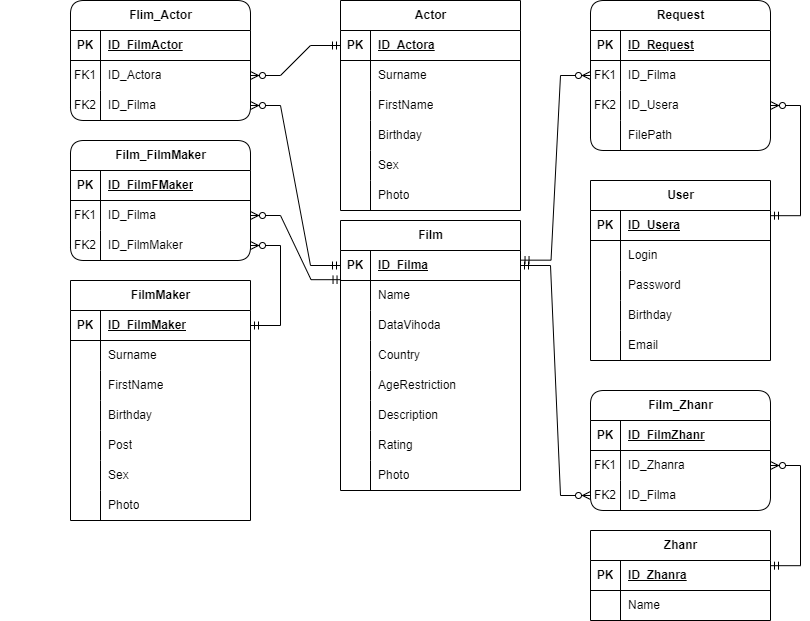 Flim_Actor
PK ID_FilmActor
FK1 ID_Actora
FK2 ID_Filma
Film_FilmMaker
PK ID_FilmFMaker
FK1 ID_Filma
FK2 ID_FilmMaker
FilmMaker
PK ID_FilmMaker
Surname
FirstName
Birthday
Post
Sex
Photo
Actor
PK ID_Actora
Surname
FirstName
Birthday
Sex
Photo
Film
PK ID_Filma
Name
DataVihoda
Country
AgeRestriction
Description
Rating
Photo
Request
PK ID_Request
FK1 ID_Filma
FK2 ID_Usera
FilePath
User
PK ID_Usera
Login
Password
Birthday
Email
Film_Zhanr
PK ID_FilmZhanr
FK1 ID_Zhanra
FK2 ID_Filma
Zhanr
PK ID_Zhanra
Name